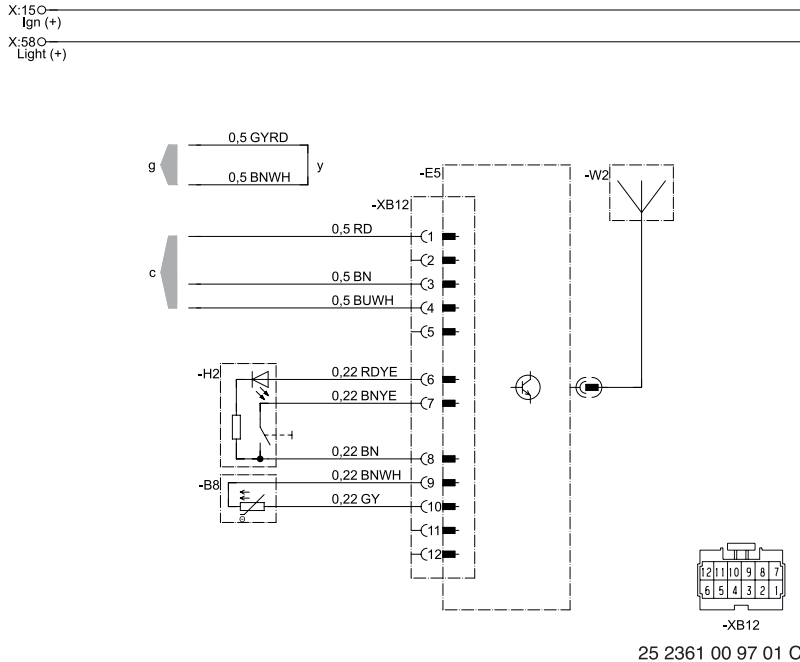 X:15
Ign (+)
X:58
Light (+)
0,5 GYRD
g
y
0,5 BNWH
-E5
-W2
-XB12
0,5 RD
1
2
c
0,5 BN
3
0,5 BUWH
4
5
-H2
0,22 RDYE
6
0,22 BNYE
7
0,22 BN
8
-B8
0,22 BNWH
9
0,22 GY
10
11
12
12 11 10 9 8 7
6 5 4 3 2 1
-XB12
25 2361 00 97 01 C